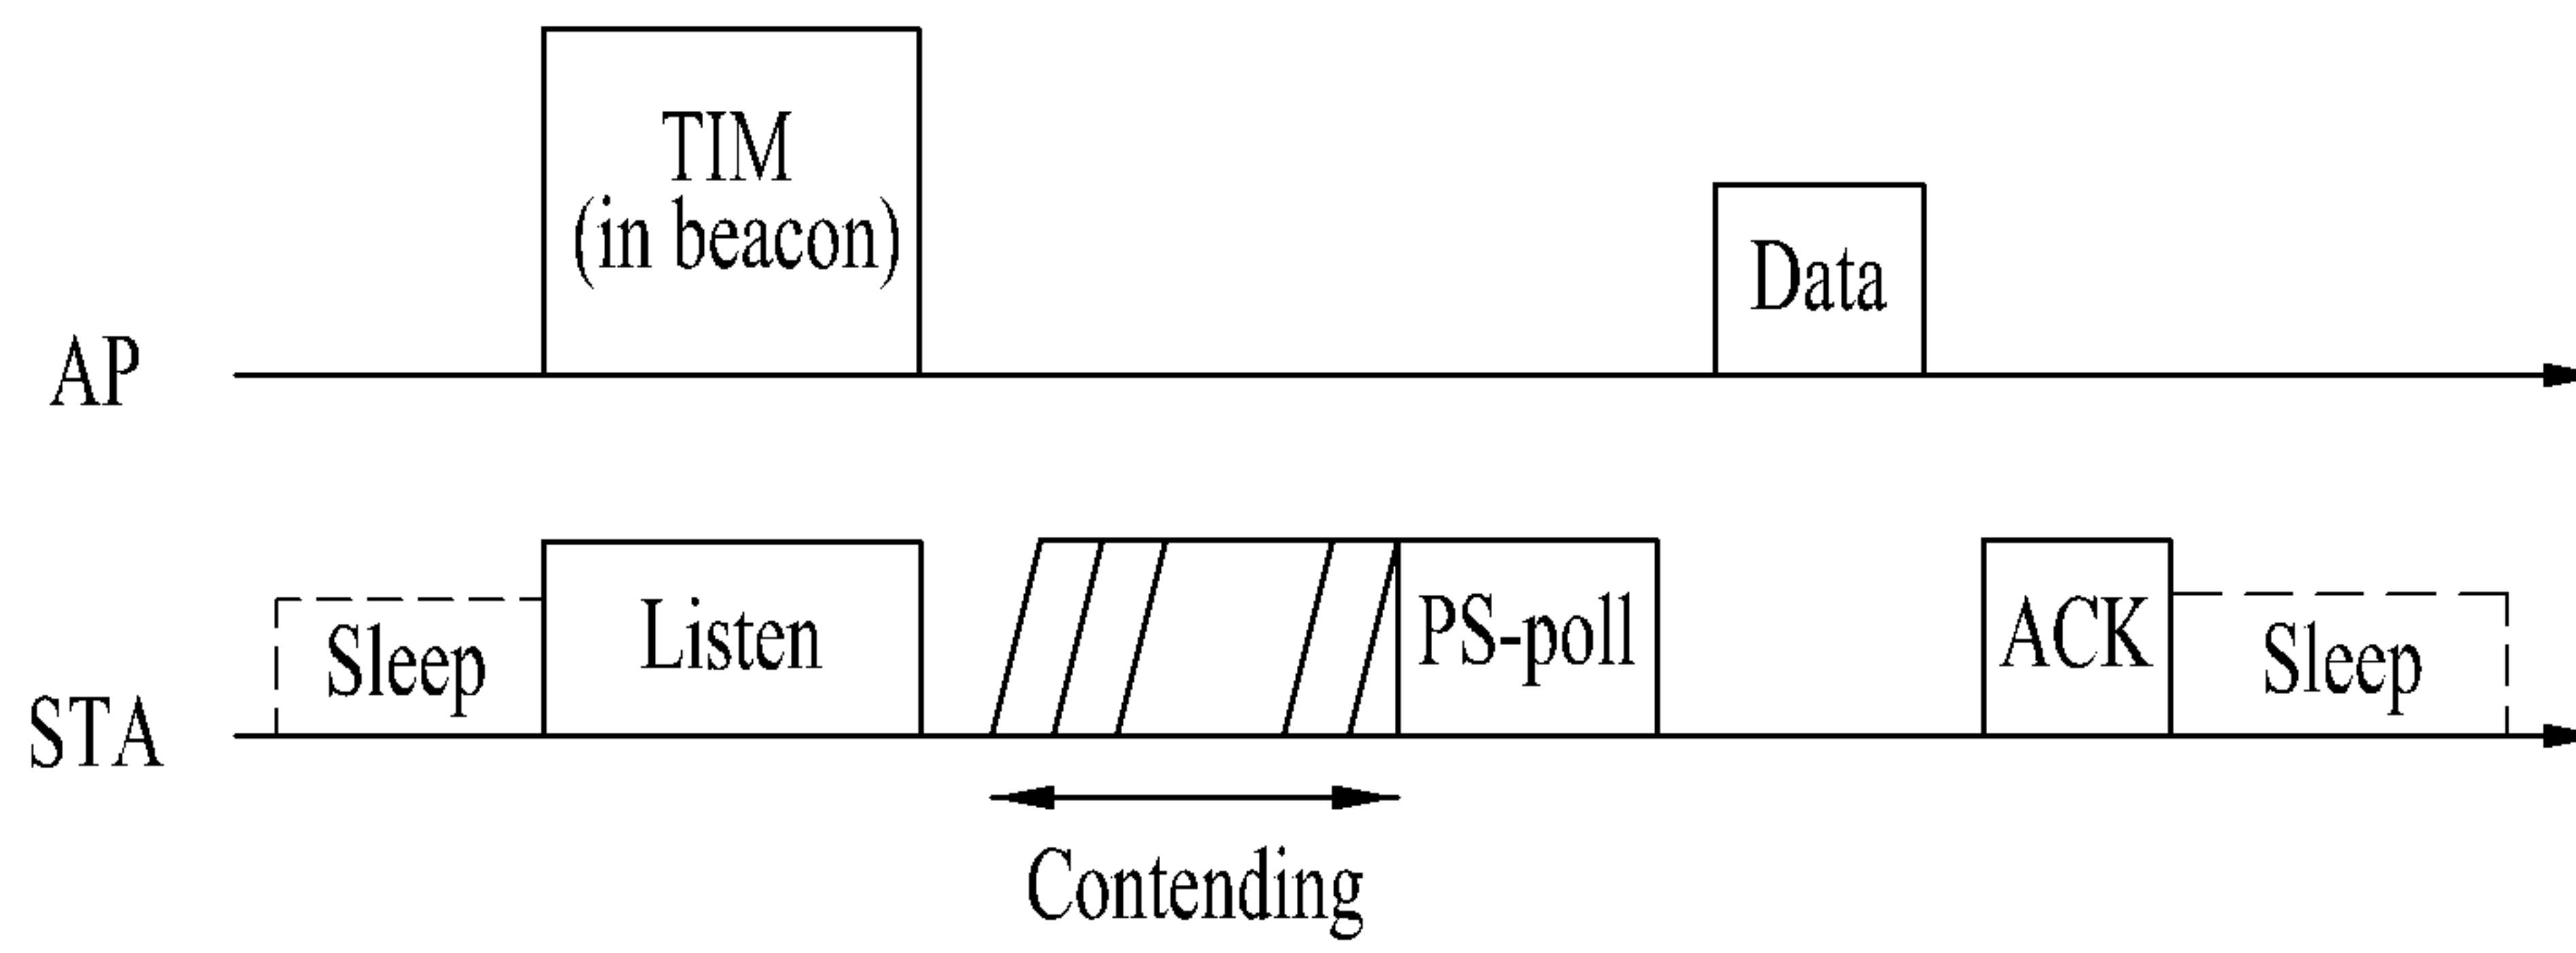 TIM
(in beacon)
Data
AP
Sleep
Listen
PS-poll
ACK
Sleep
STA
Contending